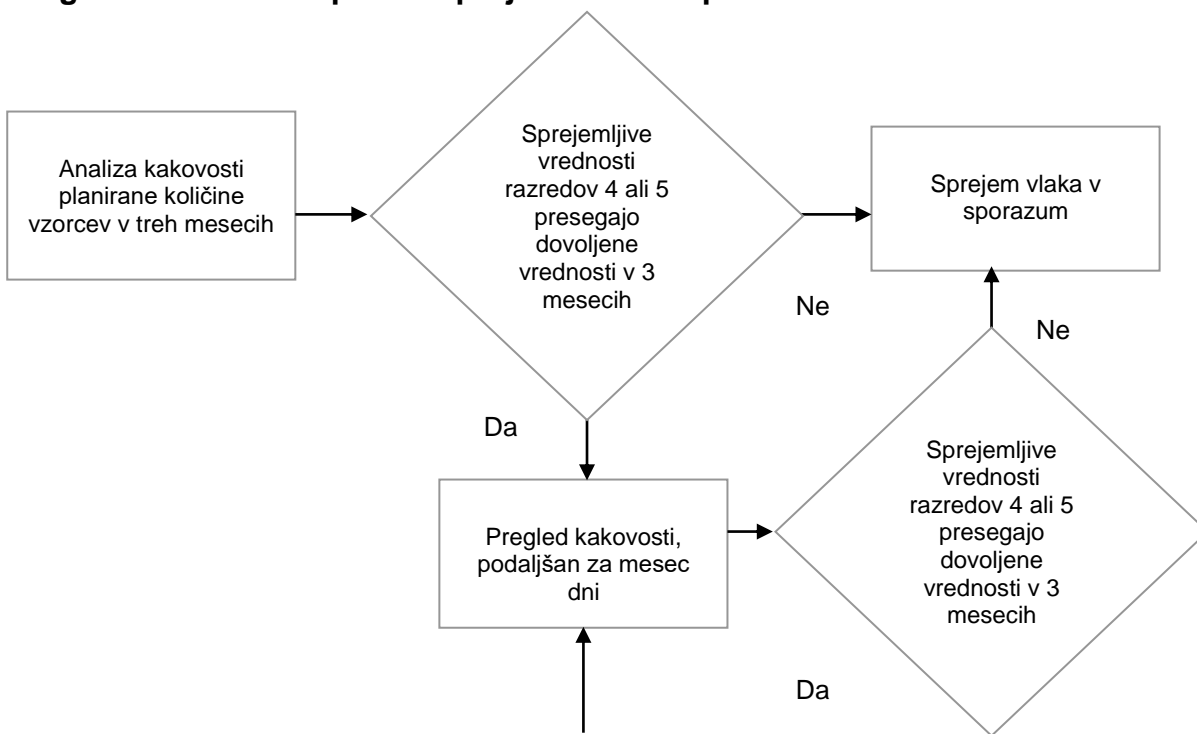 Analiza kakovosti
planirane količine
vzorcev v treh mesecih
Sprejemljive
vrednosti
razredov 4 ali 5
presegajo
dovoljene
vrednosti v 3
mesecih
Sprejem vlaka v
sporazum
Ne
Ne
Da
Pregled kakovosti,
podaljšan za mesec
dni
Sprejemljive
vrednosti
razredov 4 ali 5
presegajo
dovoljene
vrednosti v 3
mesecih
Da